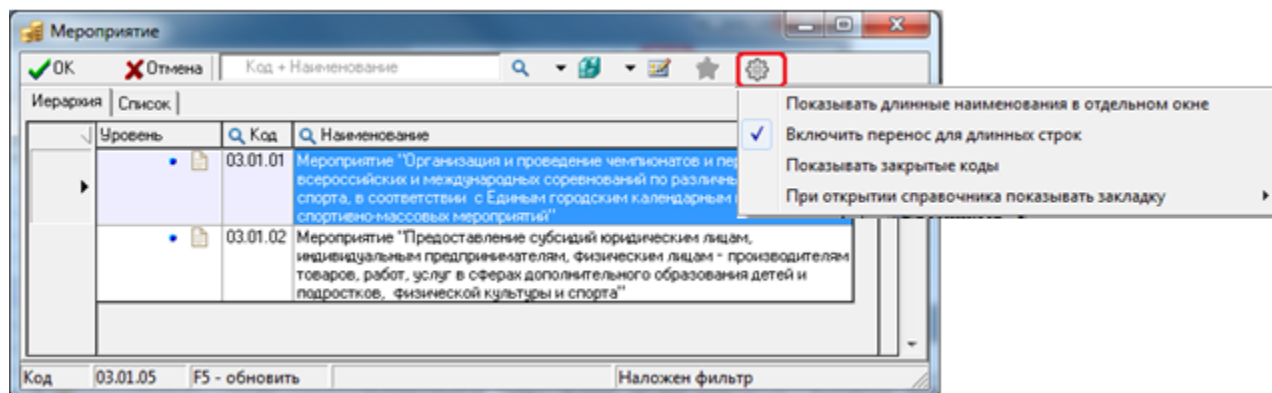 Мероприятие
OK Отмена Код + Наименование
Иерархия Список
Уровень Код Наименование
03.01.01 Мероприятие "Организация и проведение чемпионатов и пер
всероссийских и международных соревнований по различны
спорта, в соответствии с Единым городским календарным
спортивно-массовых мероприятий"
03.01.02 Мероприятие "Предоставление субсидий юридическим лицам,
индивидуальным предпринимателям, физическим лицам - производителям
товаров, работ, услуг в сферах дополнительного образования детей и
подростков, физической культуры и спорта"
Показывать длинные наименования в отдельном окне
Включить перенос для длинных строк
Показывать закрытые коды
При открытии справочника показывать закладку
Код 03.01.05 F5 - обновить Наложен фильтр